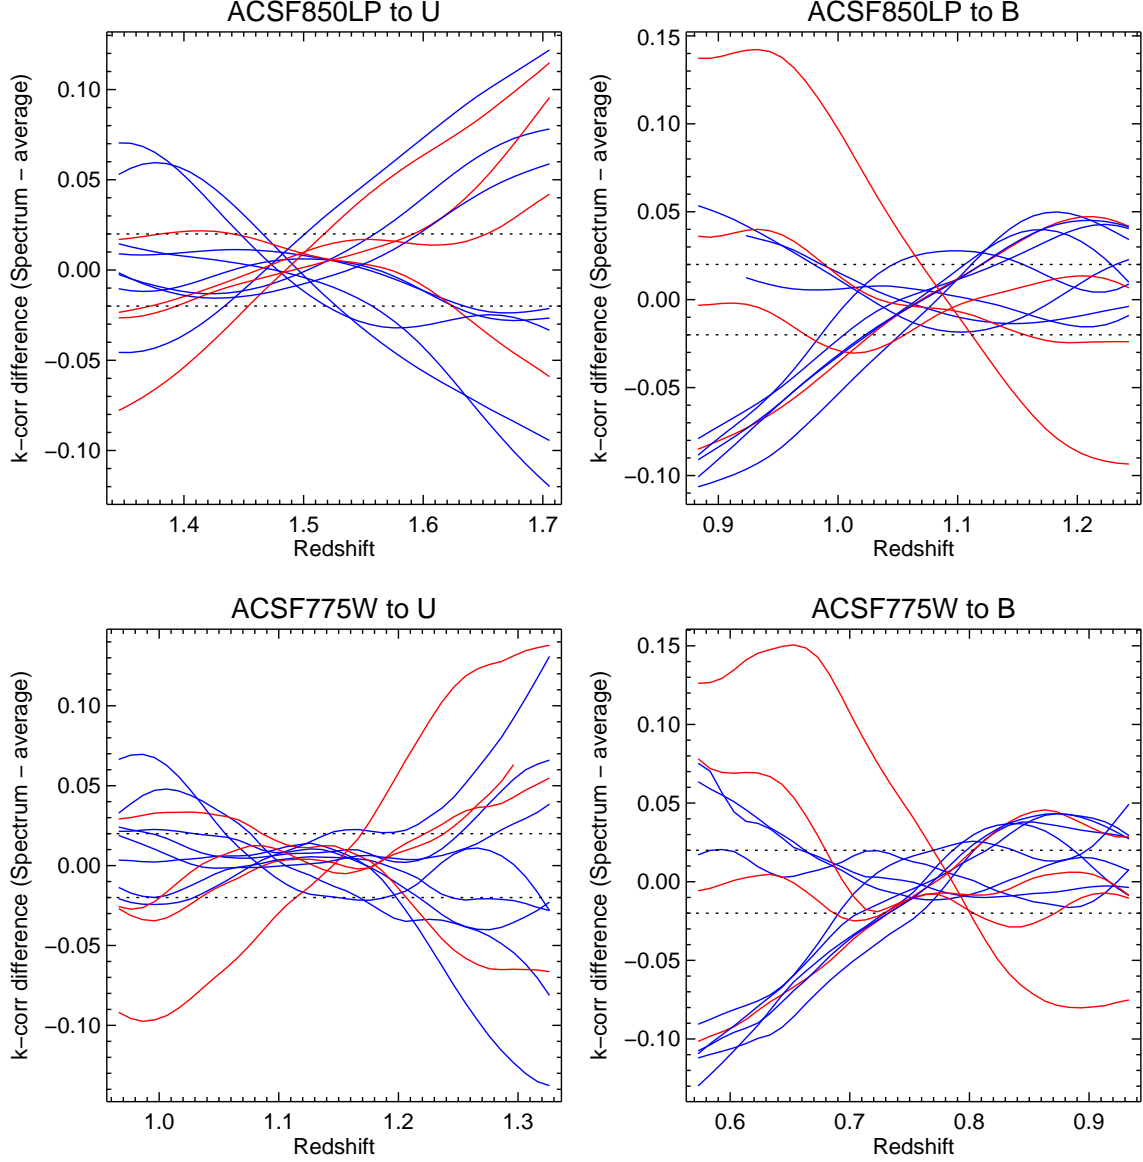 ACSF850LP to U
k-corr difference (Spectrum - average)
0.10
0.05
0.00
-0.05
-0.10
1.4 1.5 1.6 1.7
Redshift
ACSF850LP to B
k-corr difference (Spectrum - average)
0.15
0.10
0.05
0.00
-0.05
-0.10
0.9 1.0 1.1 1.2
Redshift
ACSF775W to U
k-corr difference (Spectrum - average)
0.10
0.05
0.00
-0.05
-0.10
1.0 1.1 1.2 1.3
Redshift
ACSF775W to B
k-corr difference (Spectrum - average)
0.15
0.10
0.05
0.00
-0.05
-0.10
0.6 0.7 0.8 0.9
Redshift